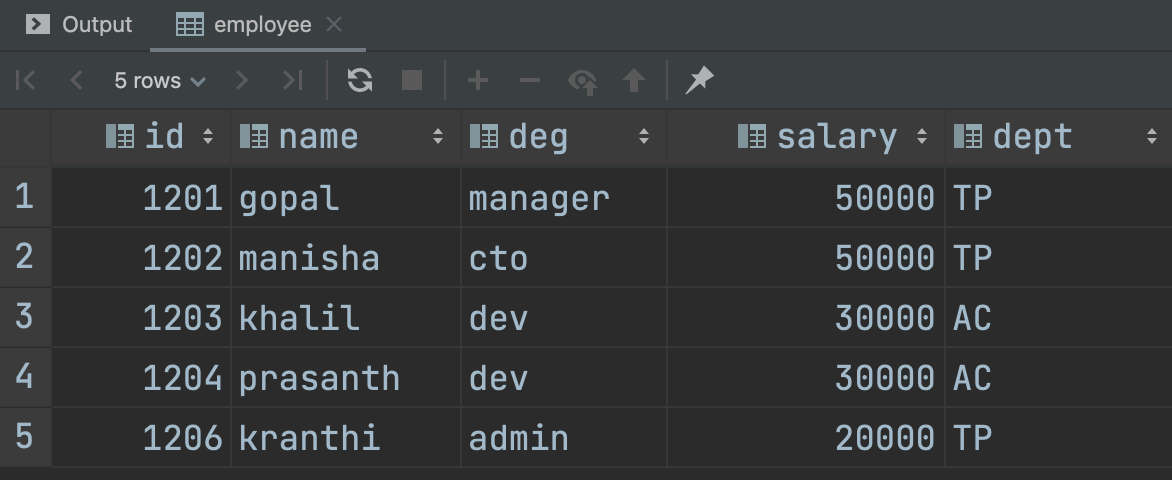 Output employee
5 rows
id name deg salary dept
1 1201 gopal manager 50000 TP
2 1202 manisha cto 50000 TP
3 1203 khalil dev 30000 AC
4 1204 prasanth dev 30000 AC
5 1206 kranthi admin 20000 TP